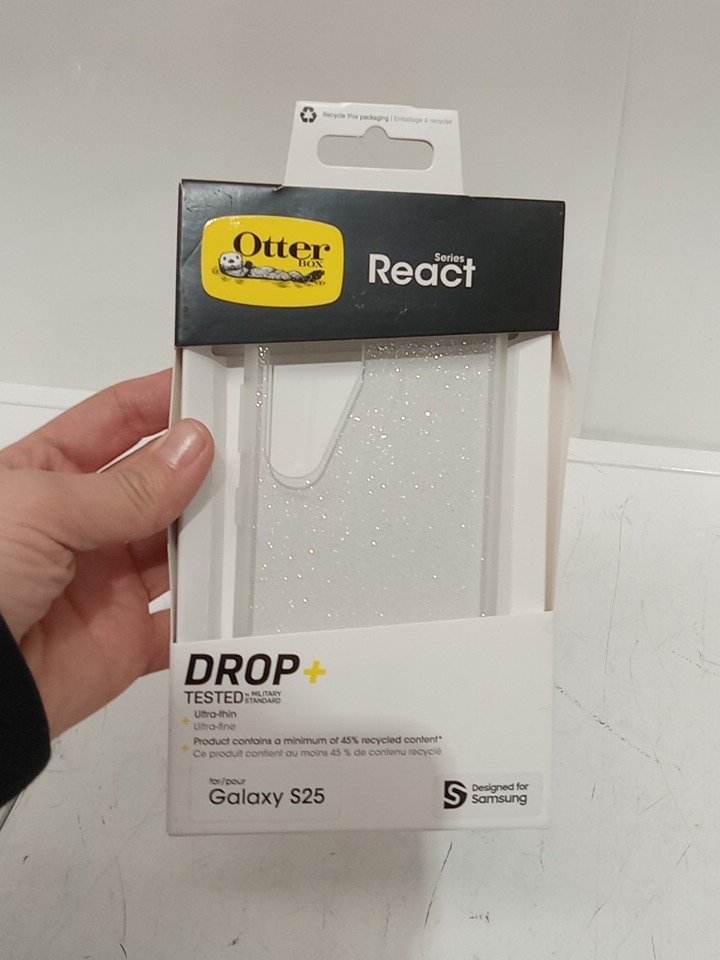 Recycle this packaging | Emballage à recycler
Otter
BOX
Series
React
DROP+
TESTED to MILITARY STANDARD
+ Ultra-thin
Ultra-fine
+ Product contains a minimum of 45% recycled content*
Ce produit contient au moins 45 % de contenu recyclé
for/pour
Galaxy S25
Designed for
Samsung